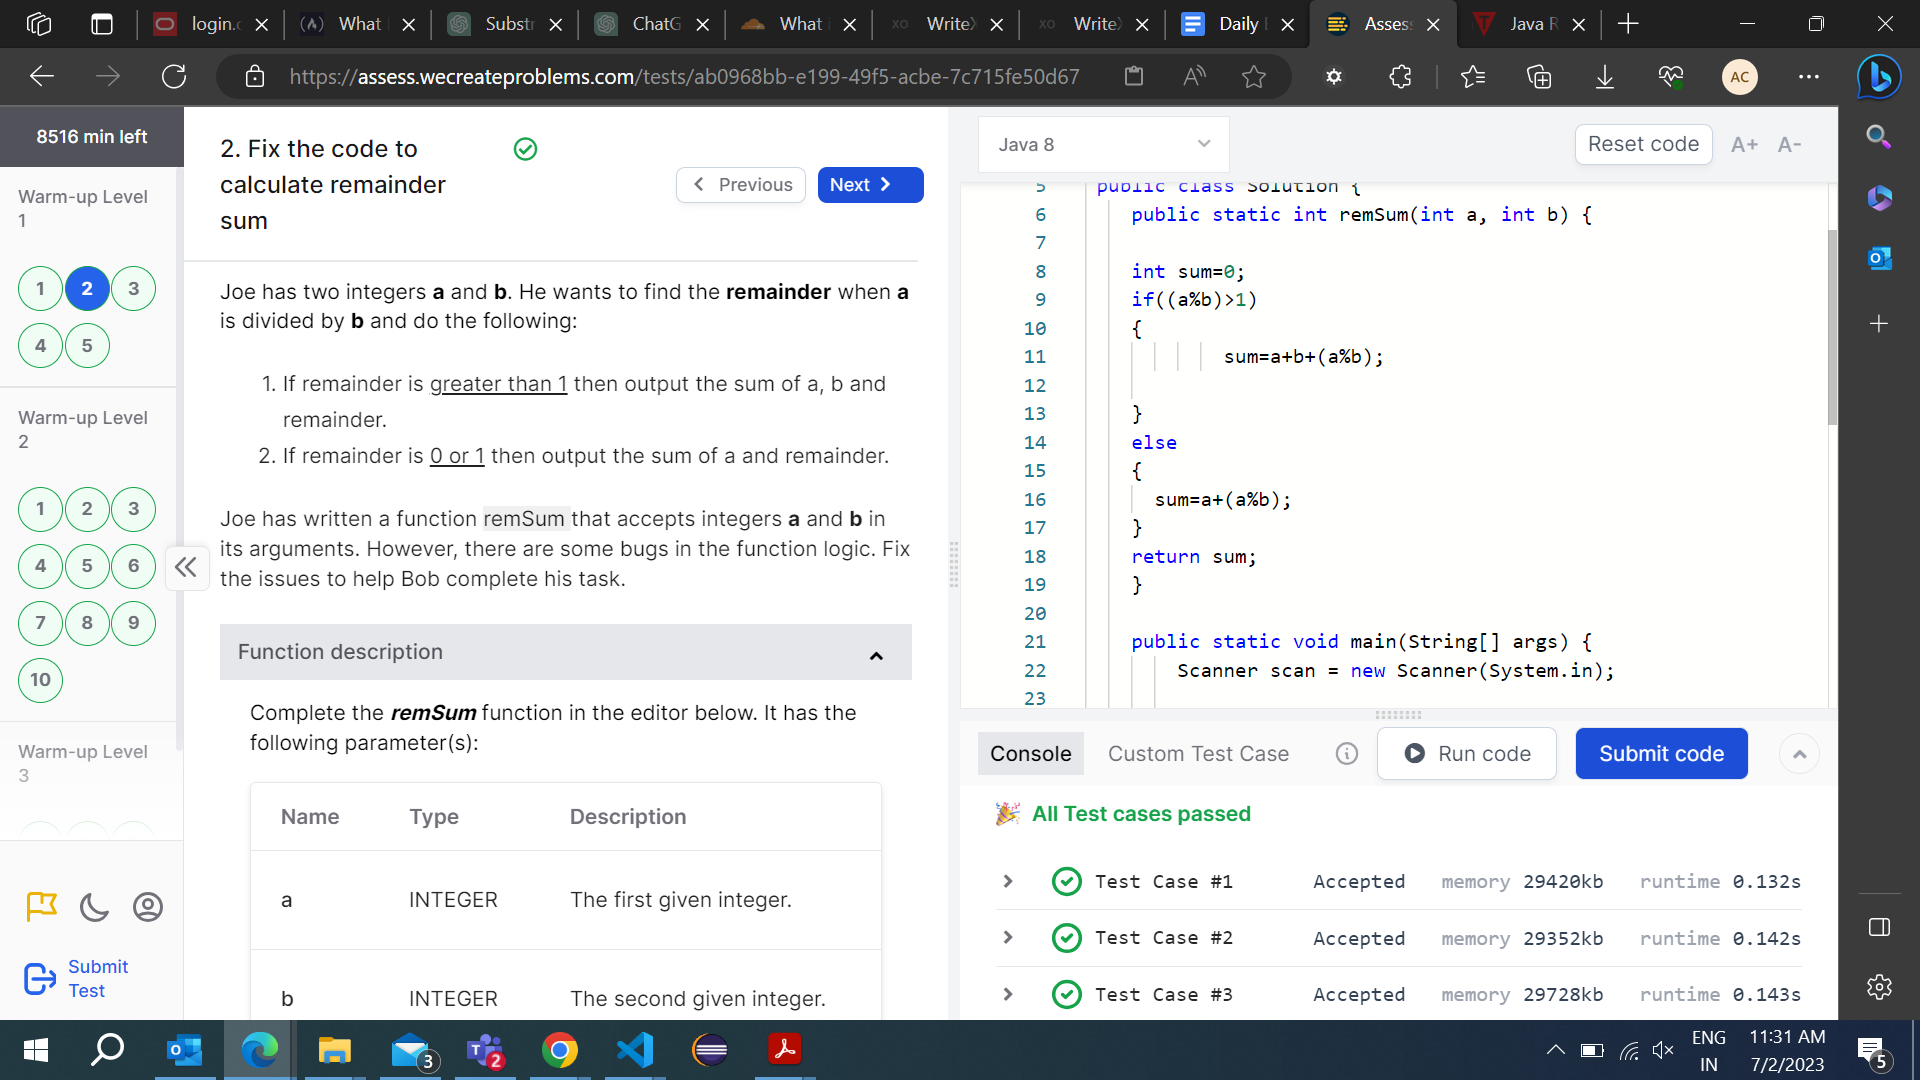 login.
What
Substr
ChatG
What i
WriteX
WriteX
Daily E
Assess
Java R
https://assess.wecreateproblems.com/tests/ab0968bb-e199-49f5-acbe-7c715fe50d67
AC
8516 min left
Warm-up Level
1
1 2 3
4 5
Warm-up Level
2
1 2 3
4 5 6
7 8 9
10
Warm-up Level
3
Submit
Test
2. Fix the code to
calculate remainder
sum
Previous
Next
Joe has two integers a and b. He wants to find the remainder when a
is divided by b and do the following:
1. If remainder is greater than 1 then output the sum of a, b and
remainder.
2. If remainder is 0 or 1 then output the sum of a and remainder.
Joe has written a function remSum that accepts integers a and b in
its arguments. However, there are some bugs in the function logic. Fix
the issues to help Bob complete his task.
Function description
Complete the remSum function in the editor below. It has the
following parameter(s):
Name Type Description
a INTEGER The first given integer.
b INTEGER The second given integer.
Java 8
Reset code
A+ A-
5 public class Solution {
6 public static int remSum(int a, int b) {
7
8 int sum=0;
9 if((a%b)>1)
10 {
11 sum=a+b+(a%b);
12
13 }
14 else
15 {
16 sum=a+(a%b);
17 }
18 return sum;
19 }
20
21 public static void main(String[] args) {
22 Scanner scan = new Scanner(System.in);
23
Console
Custom Test Case
Run code
Submit code
All Test cases passed
Test Case #1 Accepted memory 29420kb runtime 0.132s
Test Case #2 Accepted memory 29352kb runtime 0.142s
Test Case #3 Accepted memory 29728kb runtime 0.143s
3
2
ENG
IN
11:31 AM
7/2/2023
5